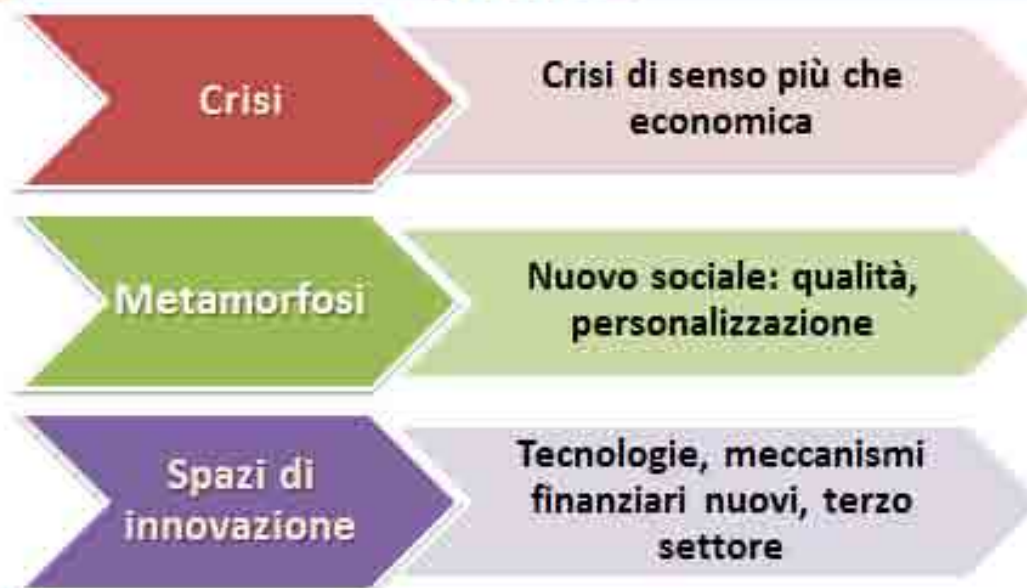 Crisi
Crisi di senso più che
economica
Metamorfosi
Nuovo sociale: qualità,
personalizzazione
Spazi di
innovazione
Tecnologie, meccanismi
finanziari nuovi, terzo
settore